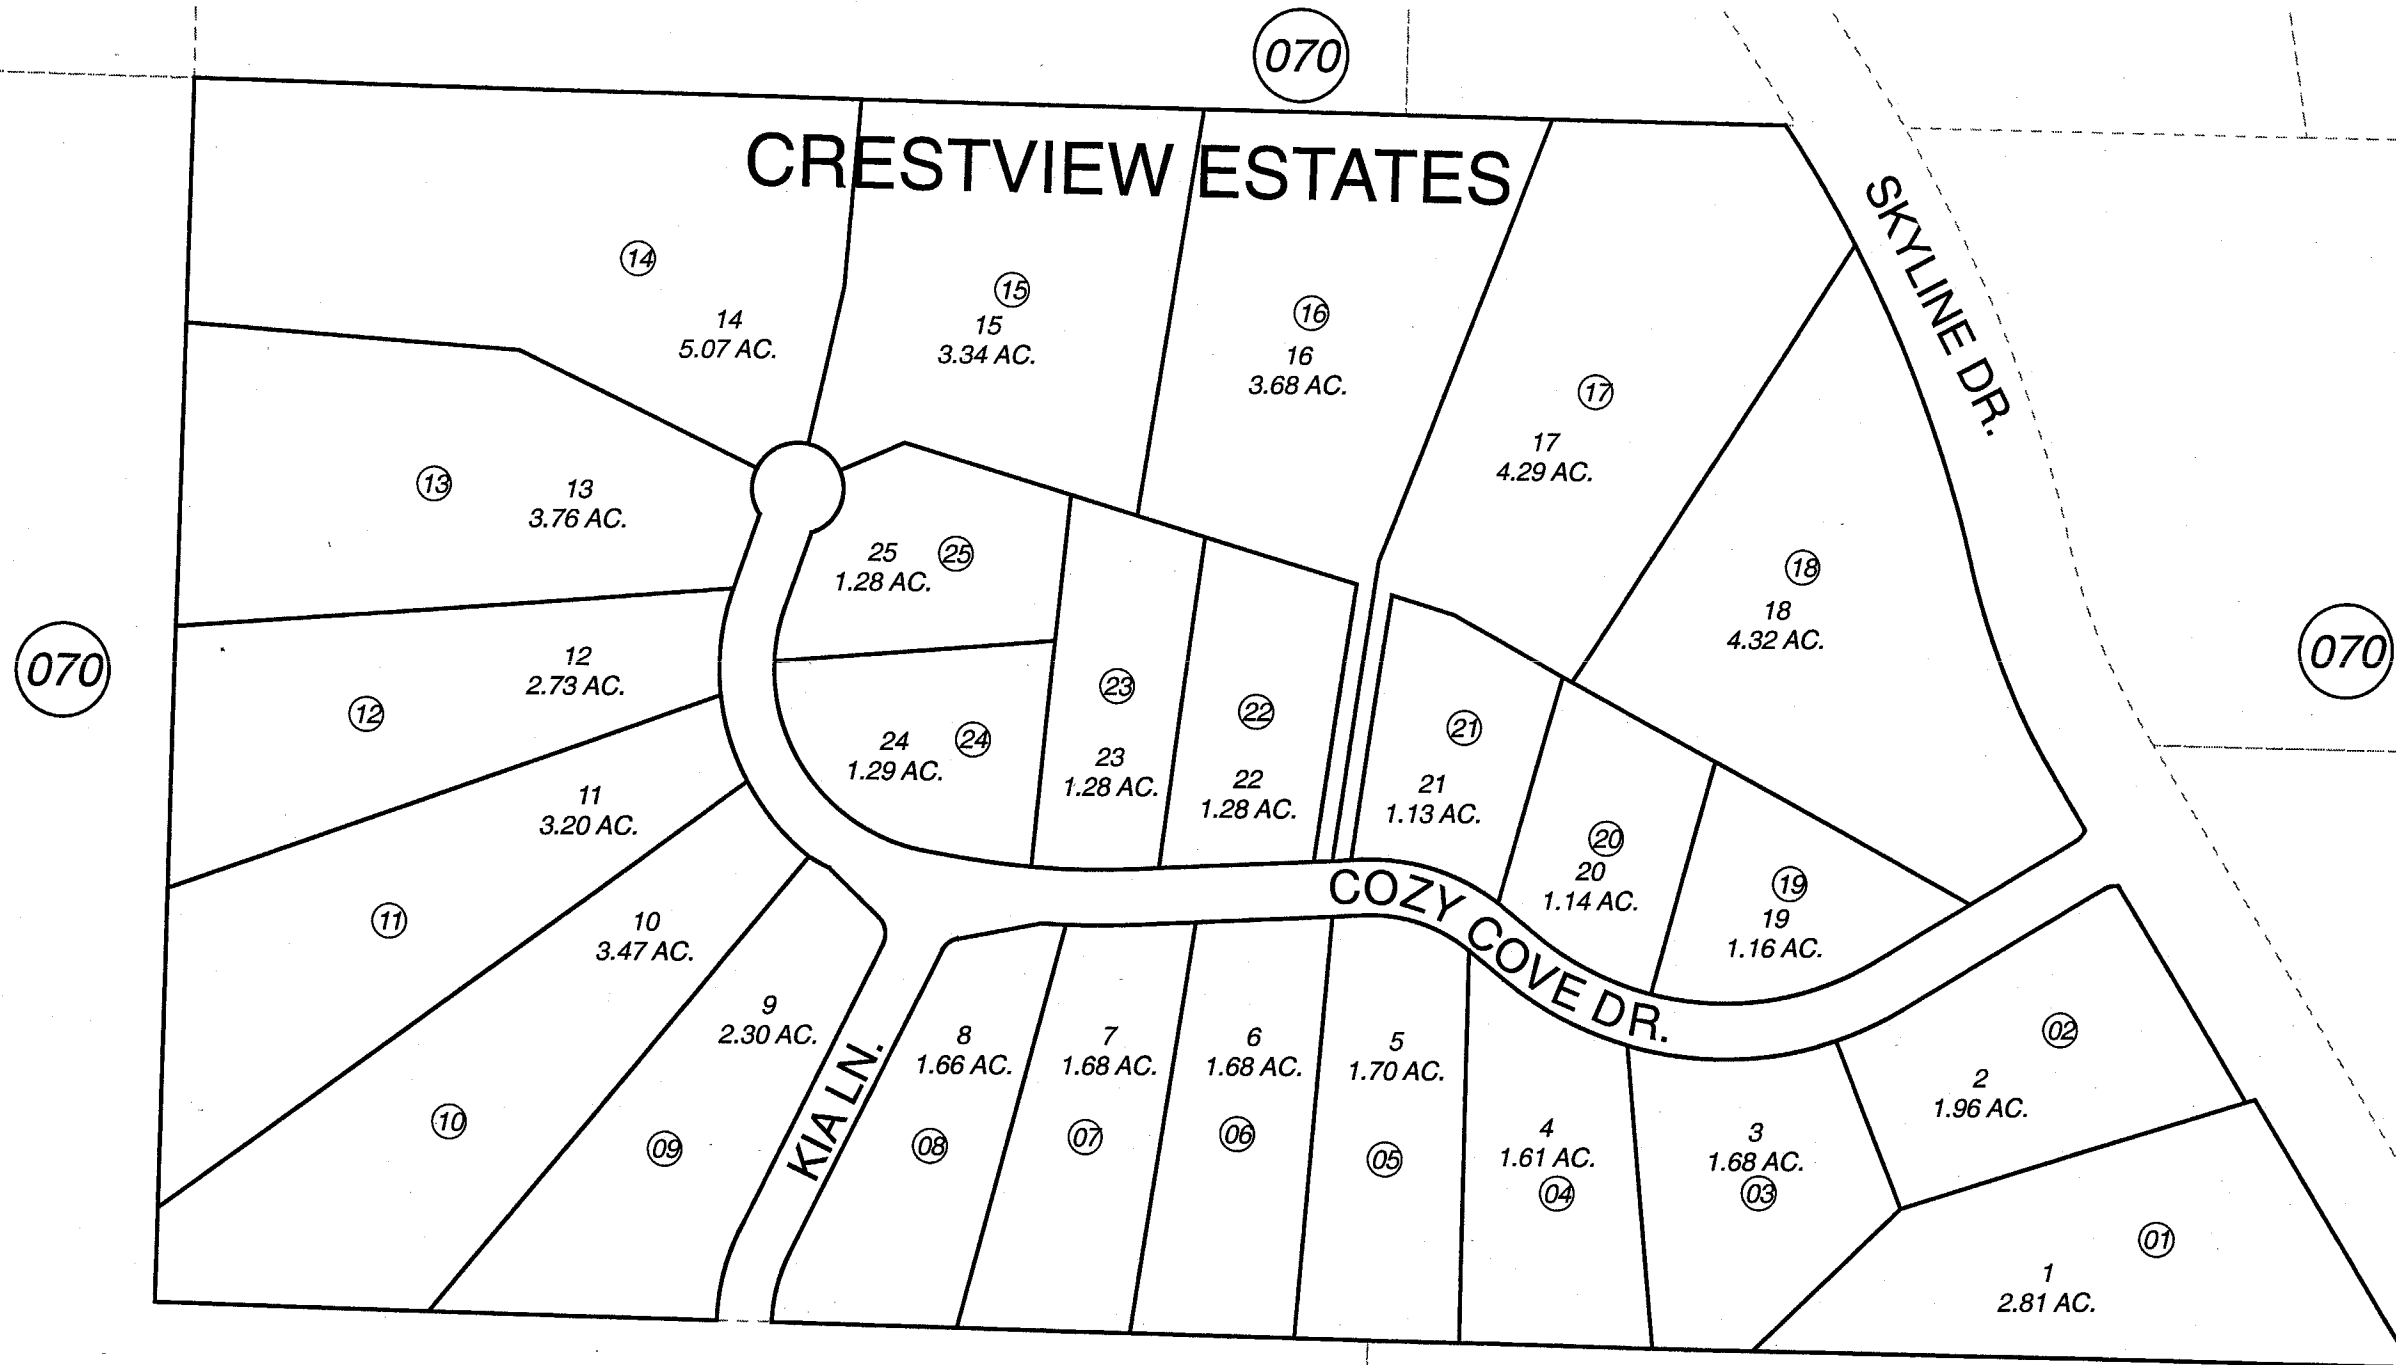 070
CRESTVIEW ESTATES
SKYLINE DR.
14
14
5.07 AC.
15
15
3.34 AC.
16
16
3.68 AC.
17
17
4.29 AC.
13
13
3.76 AC.
25
25
1.28 AC.
18
18
4.32 AC.
070
070
12
2.73 AC.
12
23
23
1.28 AC.
22
22
1.28 AC.
21
21
1.13 AC.
24
24
1.29 AC.
11
3.20 AC.
11
20
20
1.14 AC.
19
19
1.16 AC.
COZY COVE DR.
10
3.47 AC.
10
9
2.30 AC.
09
KIA LN.
8
1.66 AC.
08
7
1.68 AC.
07
6
1.68 AC.
06
5
1.70 AC.
05
4
1.61 AC.
04
3
1.68 AC.
03
02
2
1.96 AC.
01
1
2.81 AC.